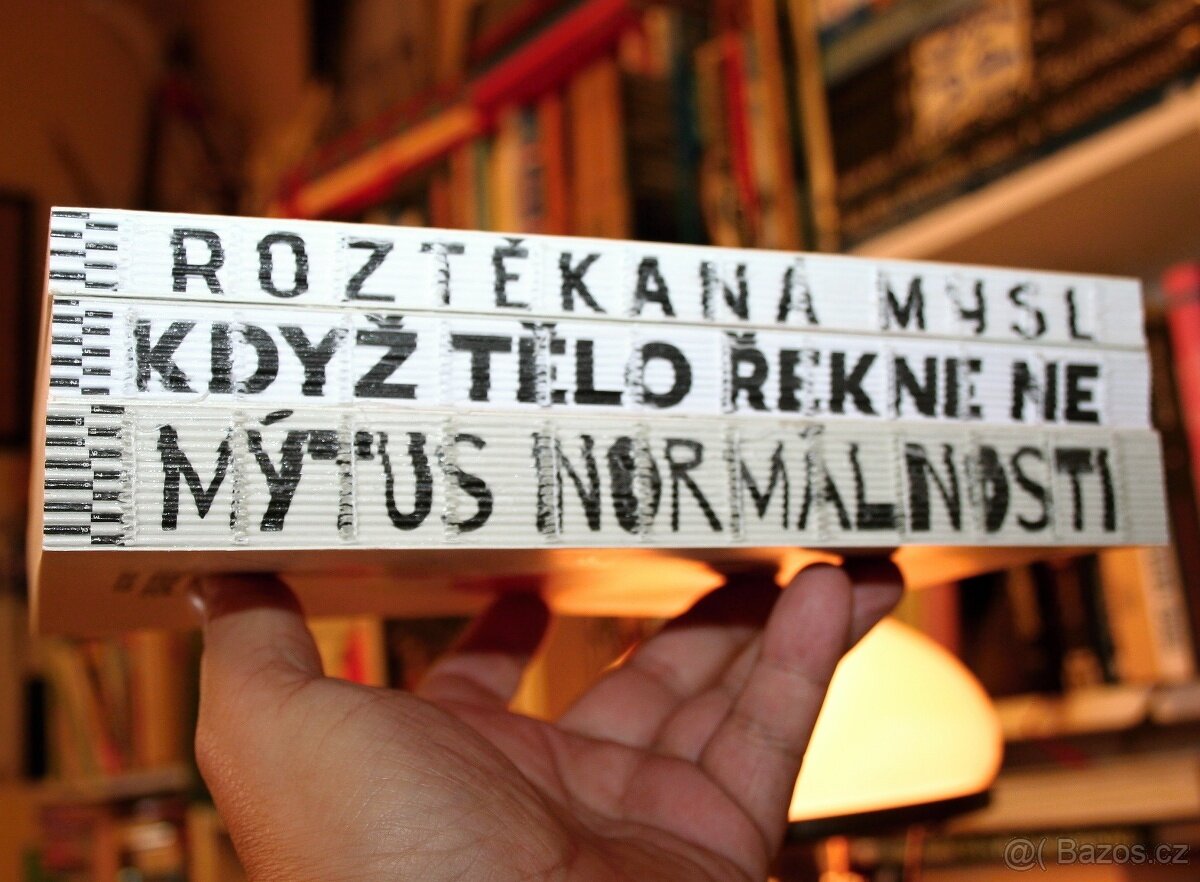 ROZTĚKANÁ MYSL
KDYŽ TĚLO ŘEKNE NE
MÝTUS NORMÁLNOSTI
@( Bazos.cz